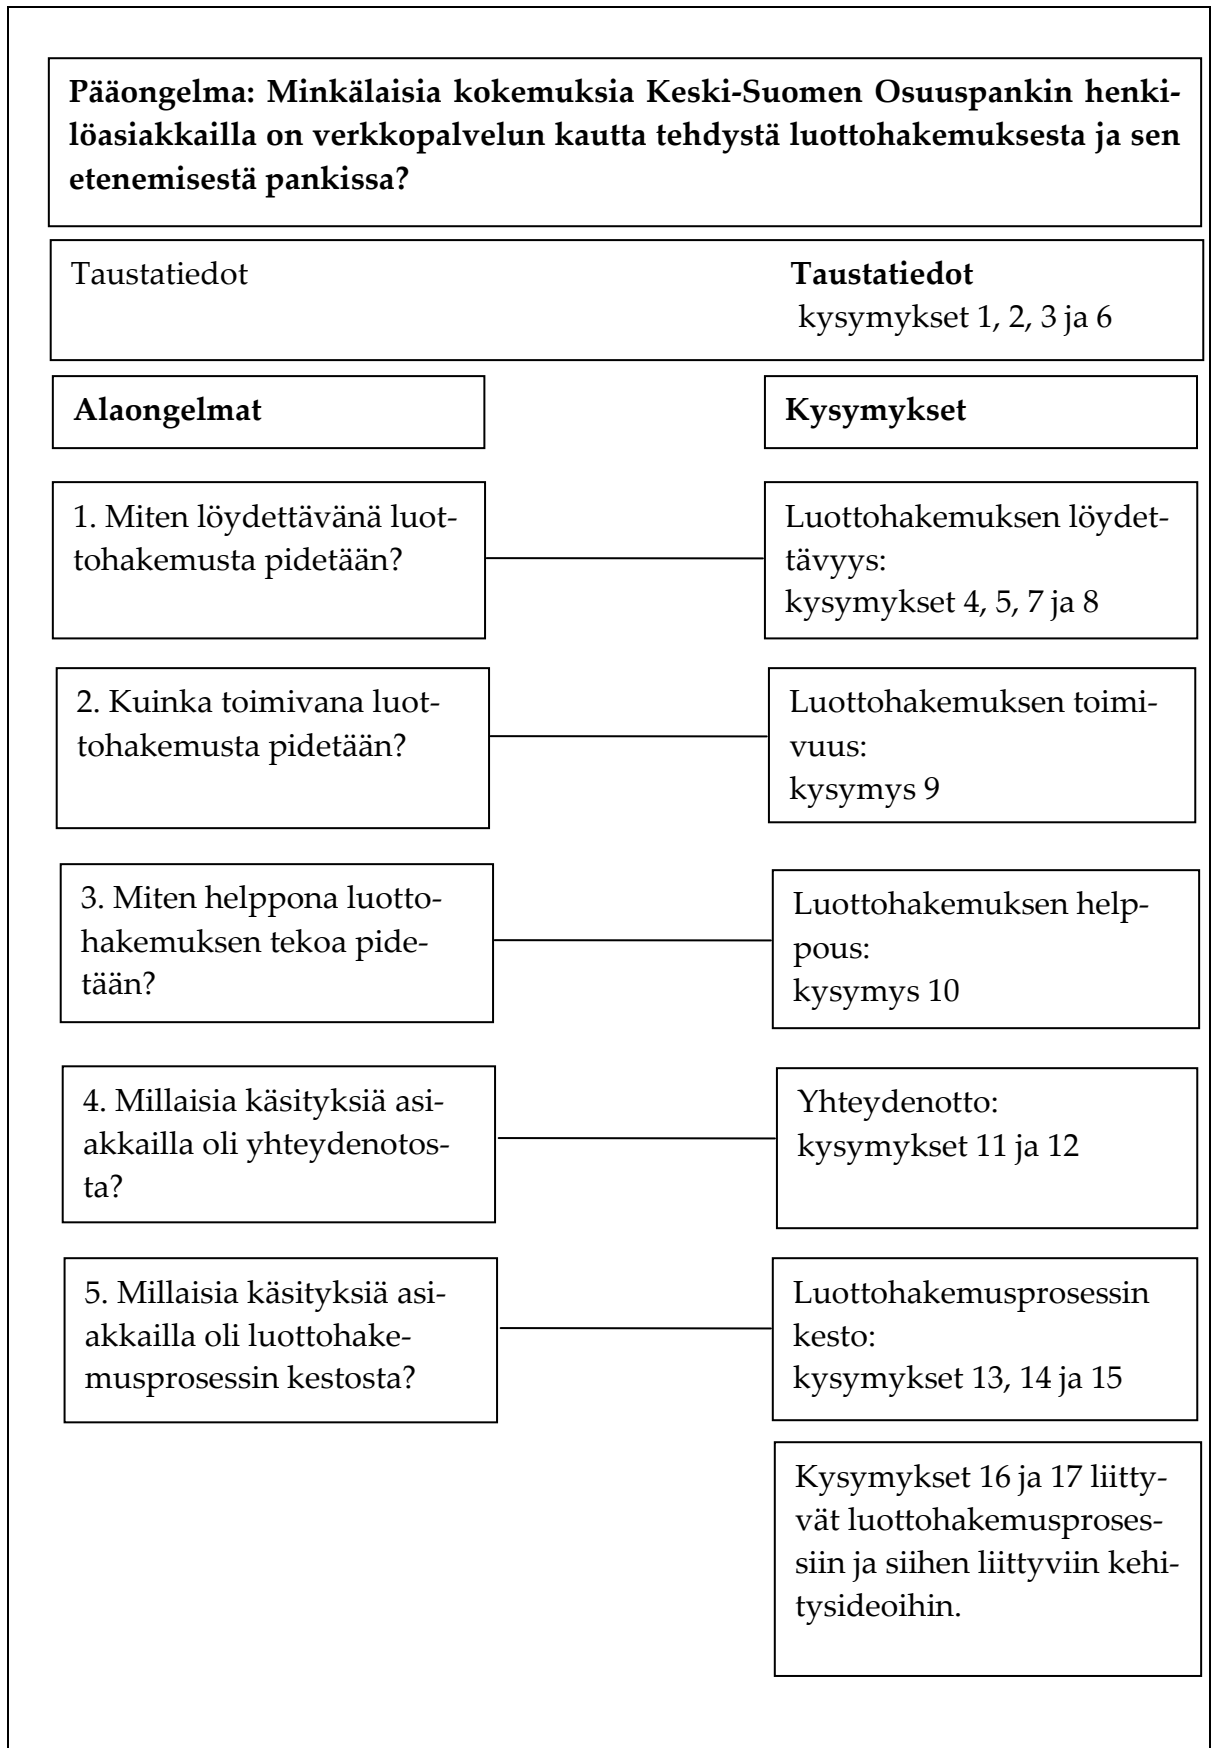 Pääongelma: Minkälaisia kokemuksia Keski-Suomen Osuuspankin henki-
löasiakkailla on verkkopalvelun kautta tehdystä luottohakemuksesta ja sen
etenemisestä pankissa?
Taustatiedot
Taustatiedot
kysymykset 1, 2, 3 ja 6
Alaongelmat
Kysymykset
1. Miten löydettävänä luot-
tohakemusta pidetään?
Luottohakemuksen löydet-
tävyys:
kysymykset 4, 5, 7 ja 8
2. Kuinka toimivana luot-
tohakemusta pidetään?
Luottohakemuksen toimi-
vuus:
kysymys 9
3. Miten helppona luotto-
hakemuksen tekoa pide-
tään?
Luottohakemuksen help-
pous:
kysymys 10
4. Millaisia käsityksiä asi-
akkailla oli yhteydenotos-
ta?
Yhteydenotto:
kysymykset 11 ja 12
5. Millaisia käsityksiä asi-
akkailla oli luottohake-
musprosessin kestosta?
Luottohakemusprosessin
kesto:
kysymykset 13, 14 ja 15
Kysymykset 16 ja 17 liitty-
vät luottohakemusproses-
siin ja siihen liittyviin kehi-
tysideoihin.